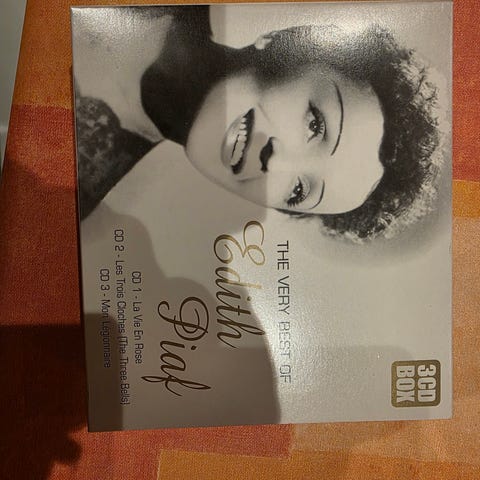 3CD
BOX
THE VERY BEST OF
Edith
Piaf
CD 1 - La Vie En Rose
CD 2 - Les Trois Cloches (The Three Bells)
CD 3 - Mon Légionnaire